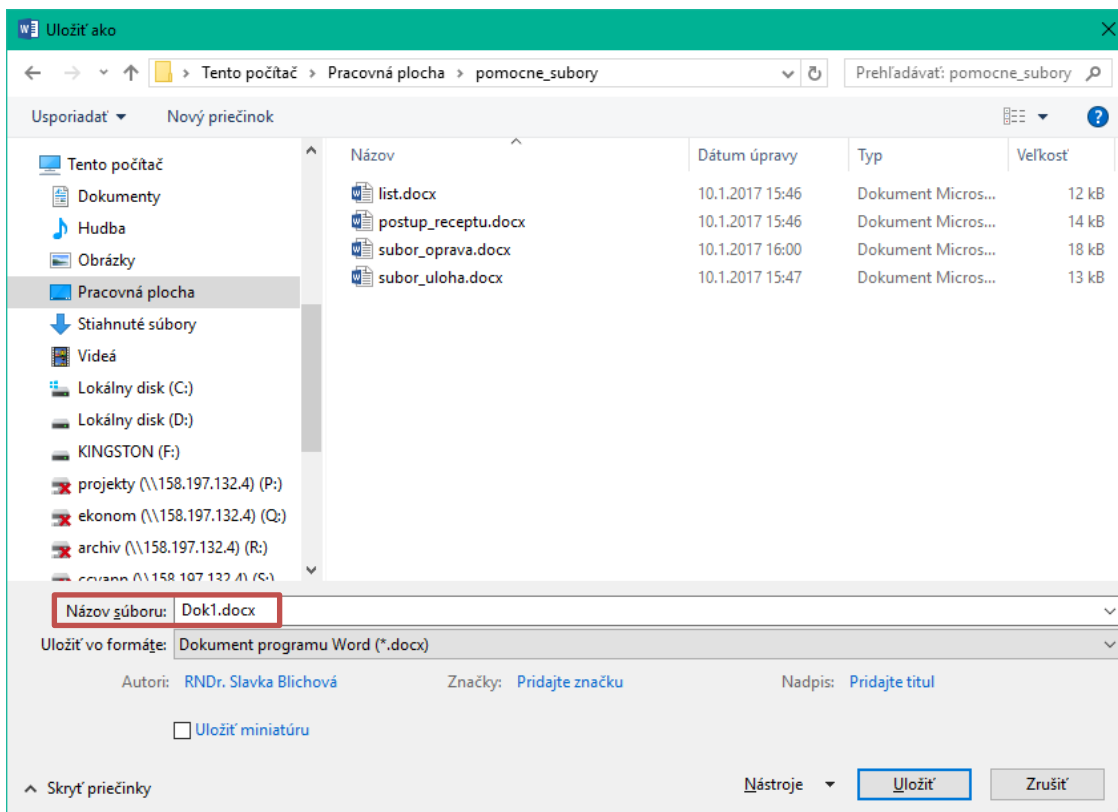 Uložiť ako
Tento počítač > Pracovná plocha > pomocne_subory
Prehľadávať: pomocne_subory
Usporiadať
Nový priečinok
Tento počítač
Dokumenty
Hudba
Obrázky
Pracovná plocha
Stiahnuté súbory
Videá
Lokálny disk (C:)
Lokálny disk (D:)
KINGSTON (F:)
projekty (\\158.197.132.4) (P:)
ekonom (\\158.197.132.4) (Q:)
archiv (\\158.197.132.4) (R:)
(\\158.197.132.4) (S:)
Názov Dátum úpravy Typ Veľkosť
list.docx 10.1.2017 15:46 Dokument Micros... 12 kB
postup_receptu.docx 10.1.2017 15:46 Dokument Micros... 14 kB
subor_oprava.docx 10.1.2017 16:00 Dokument Micros... 18 kB
subor_uloha.docx 10.1.2017 15:47 Dokument Micros... 13 kB
Názov súboru: Dok1.docx
Uložiť vo formáte: Dokument programu Word (*.docx)
Autori: RNDr. Slavka Blichová Značky: Pridajte značku Nadpis: Pridajte titul
Uložiť miniatúru
Skryť priečinky
Nástroje Uložiť Zrušiť